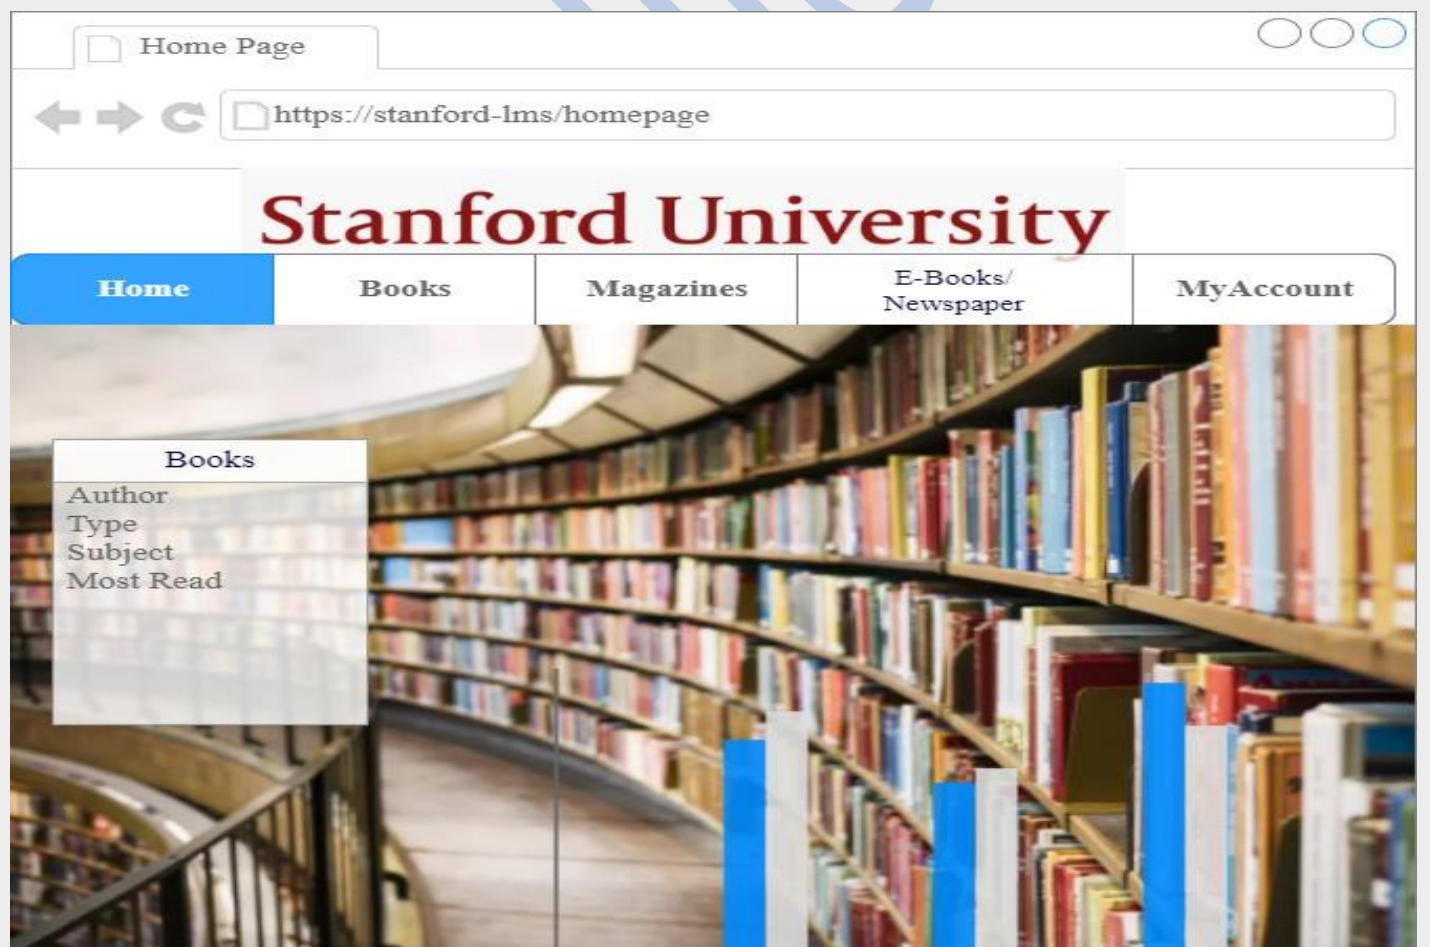 Home Page
https://stanford-lms/homepage
Stanford University
Home
Books
Magazines
E-Books/
Newspaper
MyAccount
Books
Author
Type
Subject
Most Read